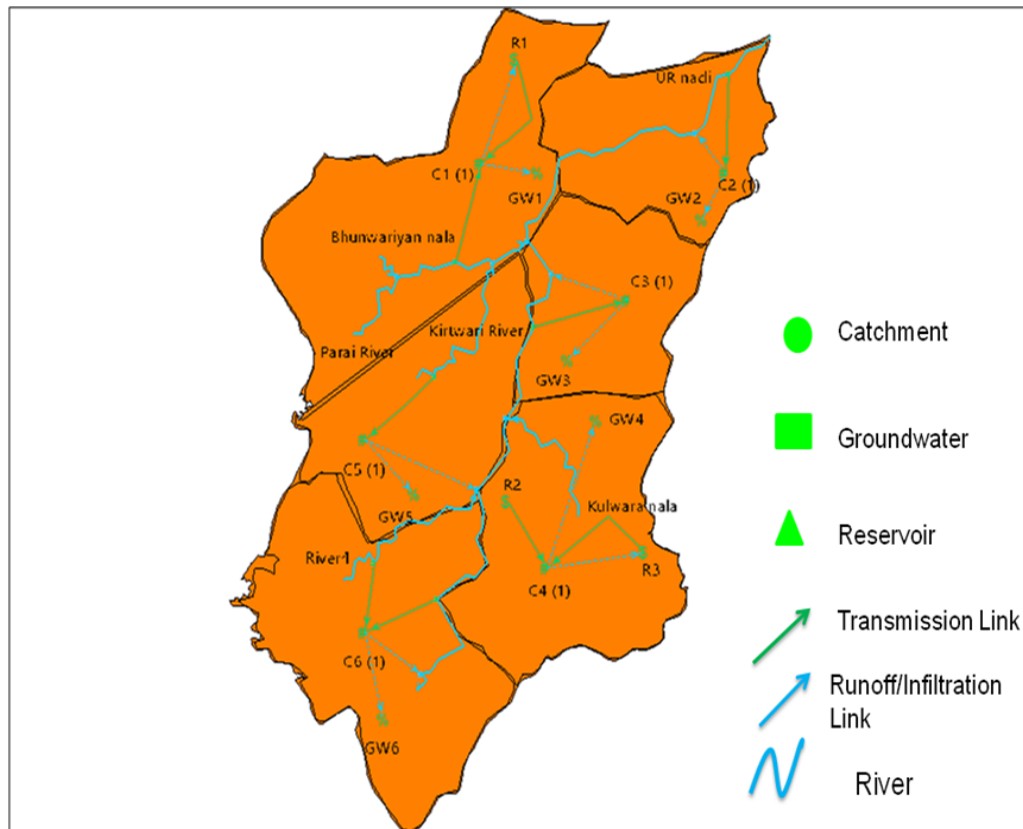 R1
UR nadi
C1 (1)
GW1
C2 (1)
GW2
Bhunwariyan nala
C3 (1)
Kirtwari River
Parai River
GW3
GW4
C5 (1)
R2
GW5
Kulwara nala
River4
R3
C4 (1)
C6 (1)
GW6
Catchment
Groundwater
Reservoir
Transmission Link
Runoff/Infiltration
Link
River